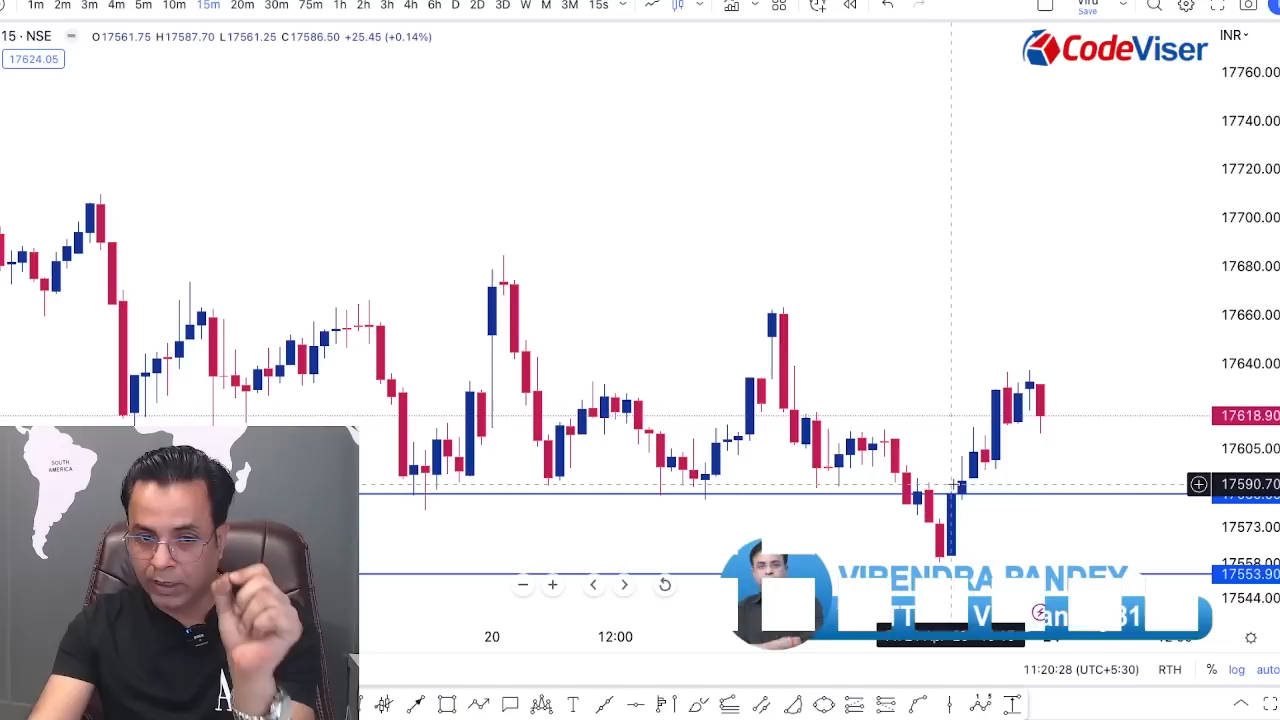 1m 2m 3m 4m 5m 10m 15m 20m 30m 75m 1h 2h 3h 4h 6h D 2D 3D W M 3M 15s
Save
15 · NSE O17561.75 H17587.70 L17561.25 C17586.50 +25.45 (+0.14%)
INR
17624.05
CodeViser
17760.00
17740.00
17720.00
17700.00
17680.00
17660.00
17640.00
17618.90
17605.00
17590.70
17573.00
17553.90
17544.00
SOUTH
AMERICA
VIRENDRA PANDEY
20 12:00
11:20:28 (UTC+5:30) RTH % log auto